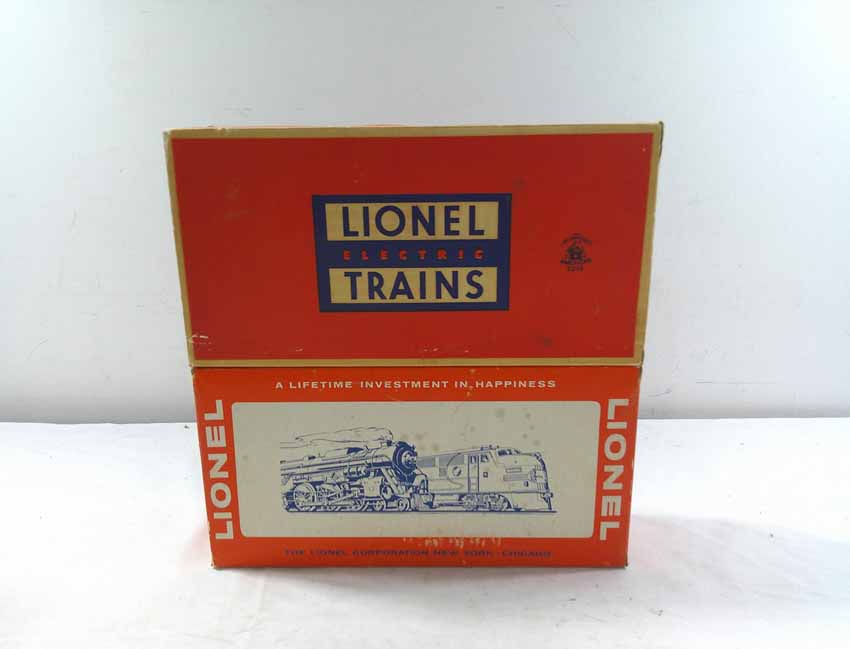 LIONEL
ELECTRIC
TRAINS
A LIFETIME INVESTMENT IN HAPPINESS
LIONEL
LIONEL
THE LIONEL CORPORATION NEW YORK - CHICAGO